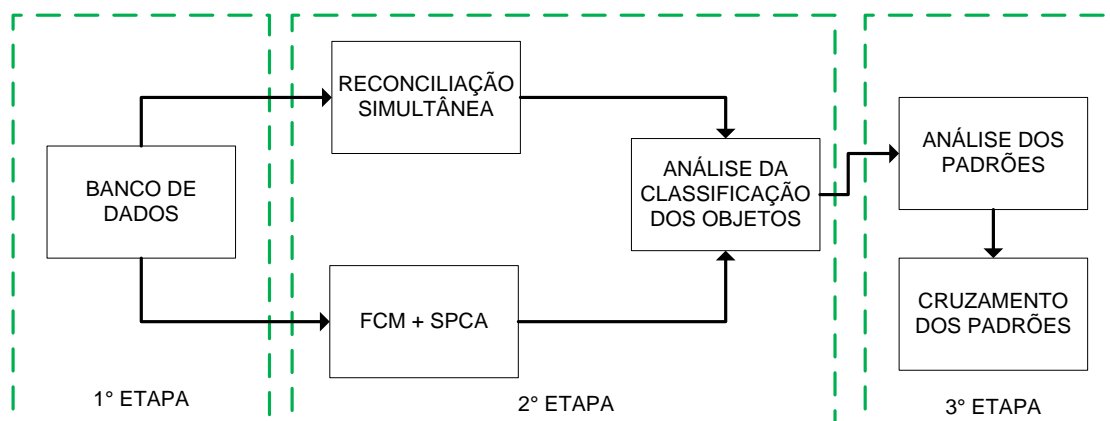 BANCO DE
DADOS
1° ETAPA
RECONCILIAÇÃO
SIMULTÂNEA
FCM + SPCA
ANÁLISE DA
CLASSIFICAÇÃO
DOS OBJETOS
2° ETAPA
ANÁLISE DOS
PADRÕES
CRUZAMENTO
DOS PADRÕES
3° ETAPA